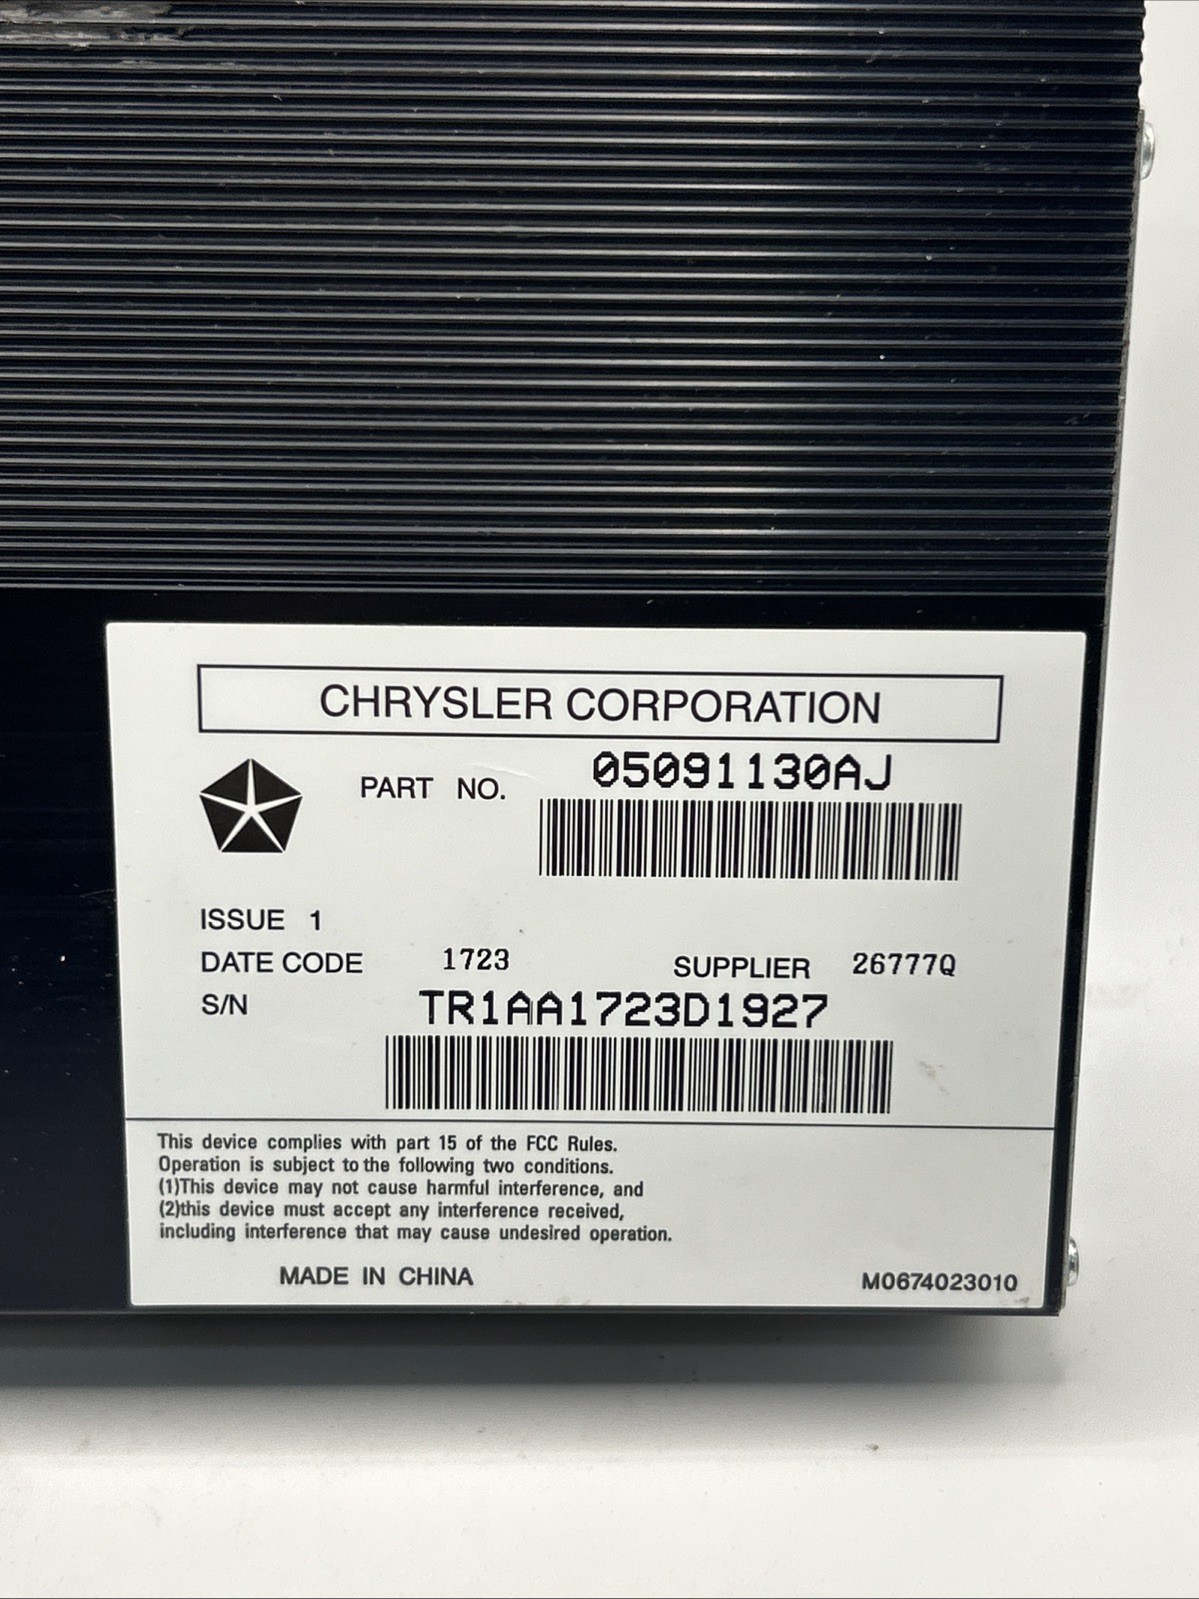 CHRYSLER CORPORATION
PART NO. 05091130AJ
ISSUE 1
DATE CODE 1723 SUPPLIER 26777Q
S/N TR1AA1723D1927
This device complies with part 15 of the FCC Rules.
Operation is subject to the following two conditions.
(1)This device may not cause harmful interference, and
(2)this device must accept any interference received,
including interference that may cause undesired operation.
MADE IN CHINA M0674023010